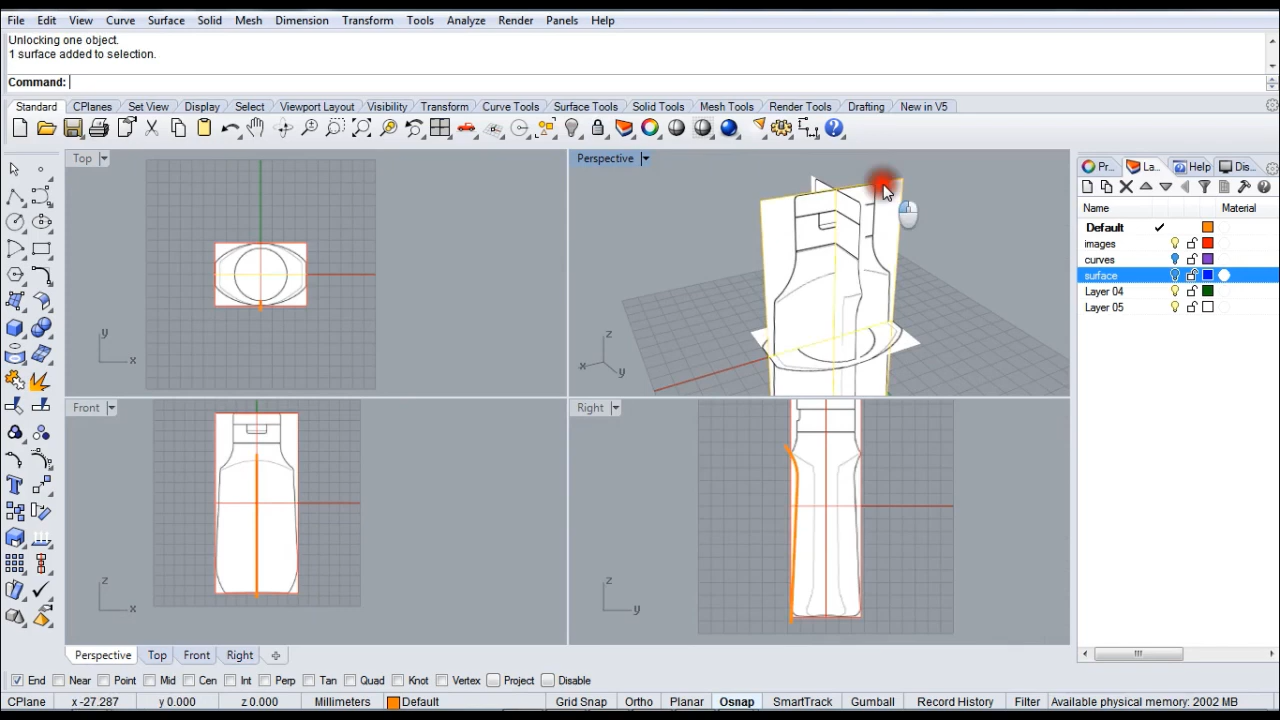 File Edit View Curve Surface Solid Mesh Dimension Transform Tools Analyze Render Panels Help
Unlocking one object.
1 surface added to selection.
Command:
Standard CPlanes Set View Display Select Viewport Layout Visibility Transform Curve Tools Surface Tools Solid Tools Mesh Tools Render Tools Drafting New in V5
Top
Perspective
Pr... La... Help Dis...
Name Material
Default
images
curves
surface
Layer 04
Layer 05
y
x
z
x
y
Front
Right
z
x
z
y
Perspective Top Front Right
End Near Point Mid Cen Int Perp Tan Quad Knot Vertex Project Disable
CPlane x -27.287 y 0.000 z 0.000 Millimeters Default Grid Snap Ortho Planar Osnap SmartTrack Gumball Record History Filter Available physical memory: 2002 MB